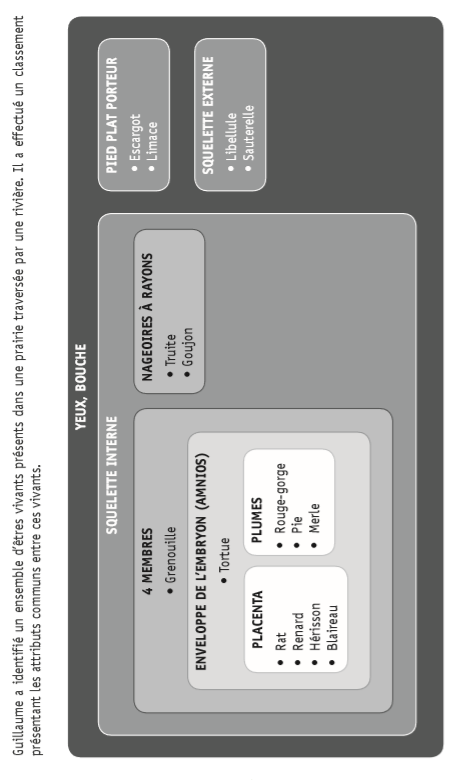 Guillaume a identifié un ensemble d'êtres vivants présents dans une prairie traversée par une rivière. Il a effectué un classement
présentant les attributs communs entre ces vivants.
YEUX, BOUCHE
SQUELETTE INTERNE
4 MEMBRES
• Grenouille
ENVELOPPE DE L'EMBRYON (AMNIOS)
• Tortue
PLACENTA
• Rat
• Renard
• Hérisson
• Blaireau
PLUMES
• Rouge-gorge
• Pie
• Merle
NAGEOIRES À RAYONS
• Truite
• Goujon
PIED PLAT PORTEUR
• Escargot
• Limace
SQUELETTE EXTERNE
• Libellule
• Sauterelle